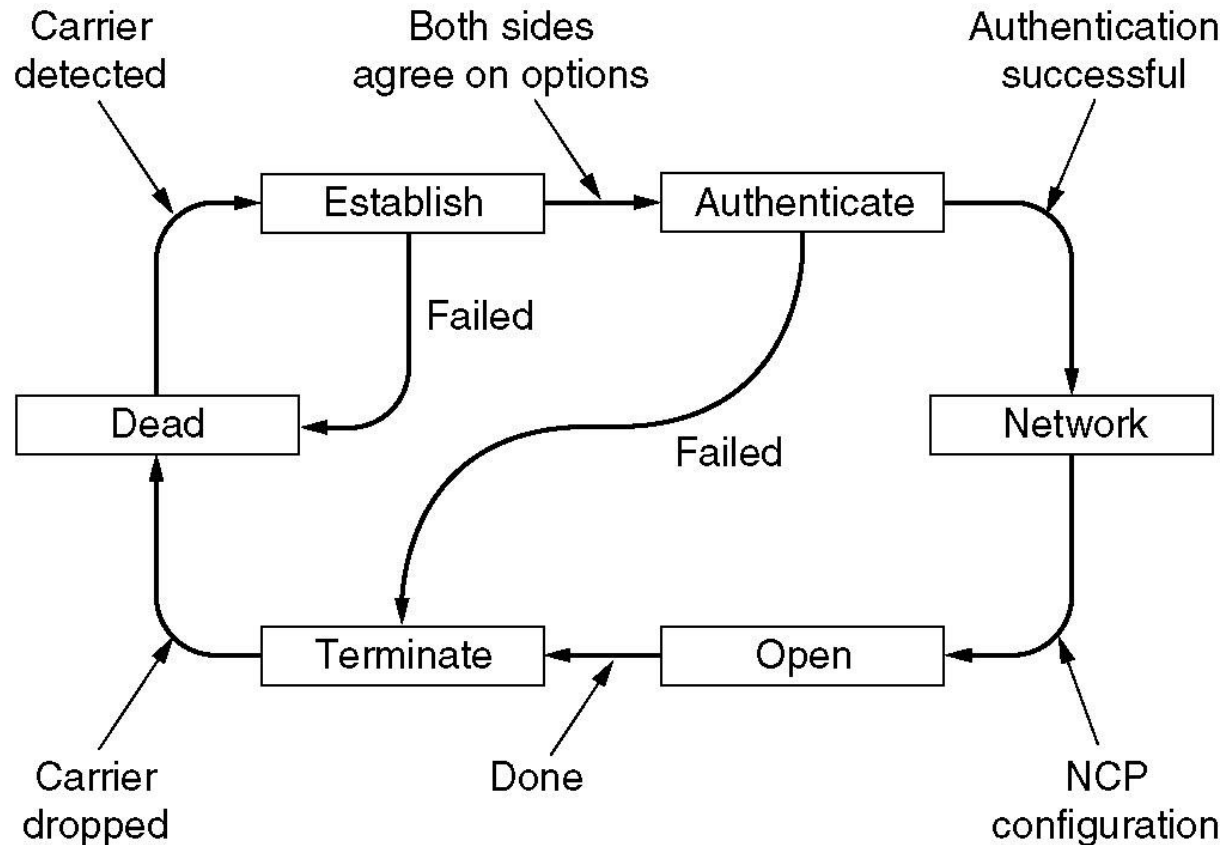 Carrier
detected
Both sides
agree on options
Authentication
successful
Establish
Authenticate
Failed
Dead
Network
Failed
Terminate
Open
Carrier
dropped
Done
NCP
configuration